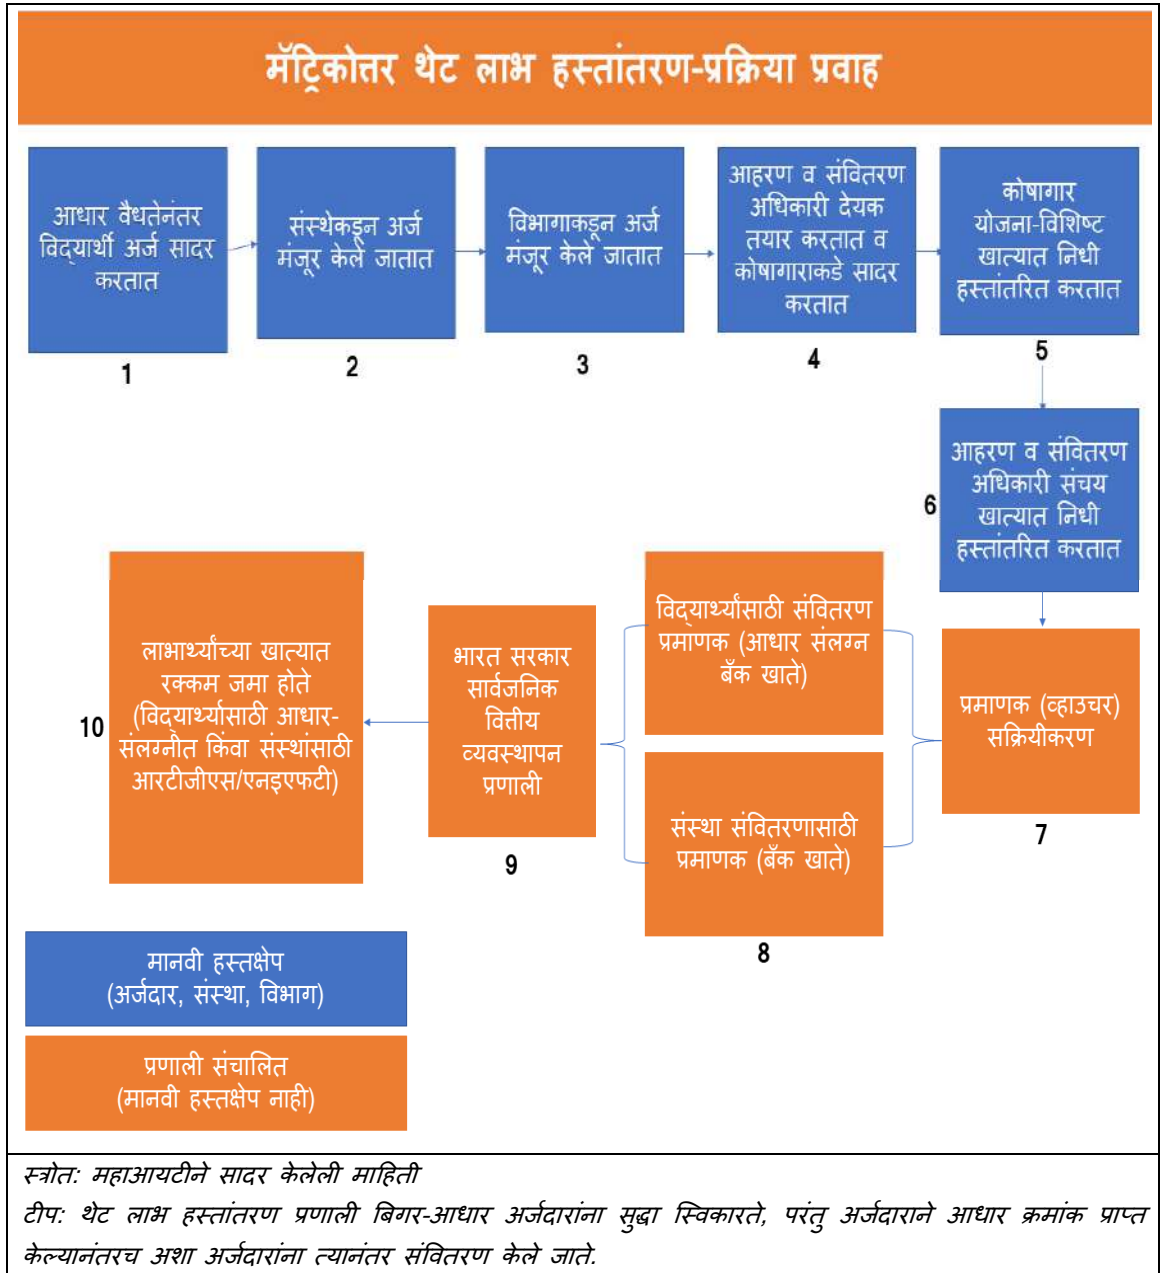 मॅट्रिकोत्तर थेट लाभ हस्तांतरण-प्रक्रिया प्रवाह
आधार वैधतेनंतर
विद्यार्थी अर्ज सादर
करतात
1
संस्थेकडून अर्ज
मंजूर केले जातात
2
विभागाकडून अर्ज
मंजूर केले जातात
3
आहरण व संवितरण
अधिकारी देयक
तयार करतात व
कोषागाराकडे सादर
करतात
4
कोषागार
योजना-विशिष्ट
खात्यात निधी
हस्तांतरित करतात
5
आहरण व संवितरण
अधिकारी संचय
खात्यात निधी
हस्तांतरित करतात
6
प्रमाणक (व्हाउचर)
सक्रियीकरण
7
विद्यार्थ्यांसाठी संवितरण
प्रमाणक (आधार संलग्न
बँक खाते)
संस्था संवितरणासाठी
प्रमाणक (बँक खाते)
8
भारत सरकार
सार्वजनिक
वित्तीय
व्यवस्थापन
प्रणाली
9
लाभार्थ्यांच्या खात्यात
रक्कम जमा होते
(विद्यार्थ्यासाठी आधार-
संलग्नीत किंवा संस्थांसाठी
आरटीजीएस/एनइएफटी)
10
मानवी हस्तक्षेप
(अर्जदार, संस्था, विभाग)
प्रणाली संचालित
(मानवी हस्तक्षेप नाही)
स्त्रोत: महाआयटीने सादर केलेली माहिती
टीप: थेट लाभ हस्तांतरण प्रणाली बिगर-आधार अर्जदारांना सुद्धा स्विकारते, परंतु अर्जदाराने आधार क्रमांक प्राप्त
केल्यानंतरच अशा अर्जदारांना त्यानंतर संवितरण केले जाते.